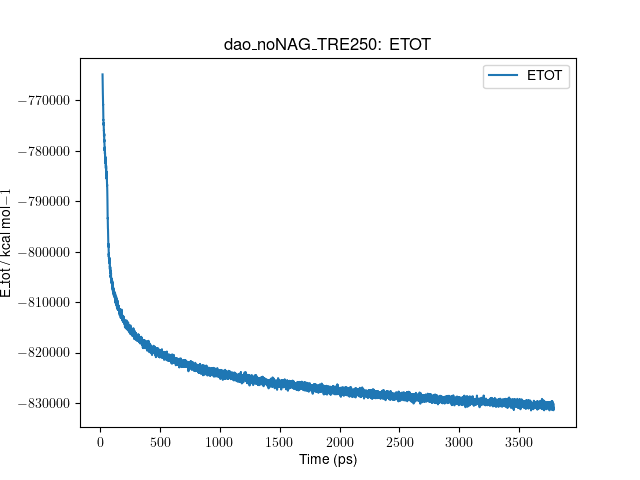 dao_noNAG_TRE250: ETOT
ETOT
−770000
−780000
−790000
−800000
−810000
−820000
−830000
E_tot / kcal mol−1
0 500 1000 1500 2000 2500 3000 3500
Time (ps)